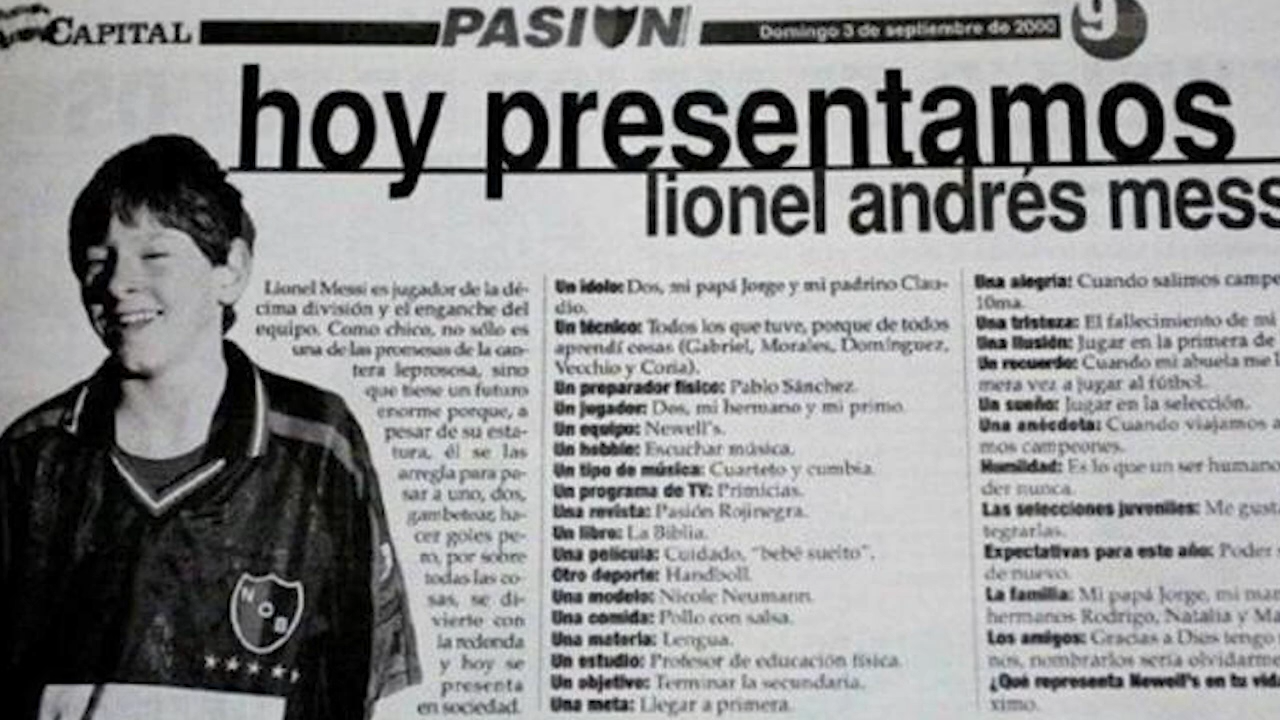 CAPITAL
PASIÓN
Domingo 3 de septiembre de 2000
9
hoy presentamos
lionel andrés mess
Lionel Messi es jugador de la dé-
cima división y el enganche del
equipo. Como chico, no sólo es
una de las promesas de la can-
tera leprososa, sino
que tiene un futuro
enorme porque, a
pesar de su esta-
tura, él se las
arregla para pa-
sar a uno, dos,
gambetear, ha-
cer goles pe-
ro, por sobre
todas las co-
sas, se di-
vierte con
la redonda
y hoy se
presenta
en sociedad.
NOB
Un ídolo: Dos, mi papá Jorge y mi padrino Clau-
dio.
Un técnico: Todos los que tuve, porque de todos
aprendí cosas (Gabriel, Morales, Domínguez,
Vecchio y Coria).
Un preparador físico: Pablo Sánchez.
Un jugador: Dos, mi hermano y mi primo.
Un equipo: Newell's.
Un hobbie: Escuchar música.
Un tipo de música: Cuarteto y cumbia.
Un programa de TV: Primicias.
Una revista: Pasión Rojinegra.
Un libro: La Biblia.
Una película: Cuidado, "bebé suelto".
Otro deporte: Handboll.
Una modelo: Nicole Neumann.
Una comida: Pollo con salsa.
Una materia: Lengua.
Un estudio: Profesor de educación física.
Un objetivo: Terminar la secundaria.
Una meta: Llegar a primera.
Una alegría: Cuando salimos campe
10ma.
Una tristeza: El fallecimiento de mi
Una ilusión: Jugar en la primera de
Un recuerdo: Cuando mi abuela me l
mera vez a jugar al fútbol.
Un sueño: Jugar en la selección.
Una anécdota: Cuando viajamos a
mos campeones.
Humildad: Es lo que un ser humano
der nunca.
Las selecciones juveniles: Me gusta
tegrarlas.
Expectativas para este año: Poder
de nuevo.
La familia: Mi papá Jorge, mi mar
hermanos Rodrigo, Natalia y Ma
Los amigos: Gracias a Dios tengo
nos, nombrarlos sería olvidarme
¿Qué representa Newell's en tu vida
ximo.